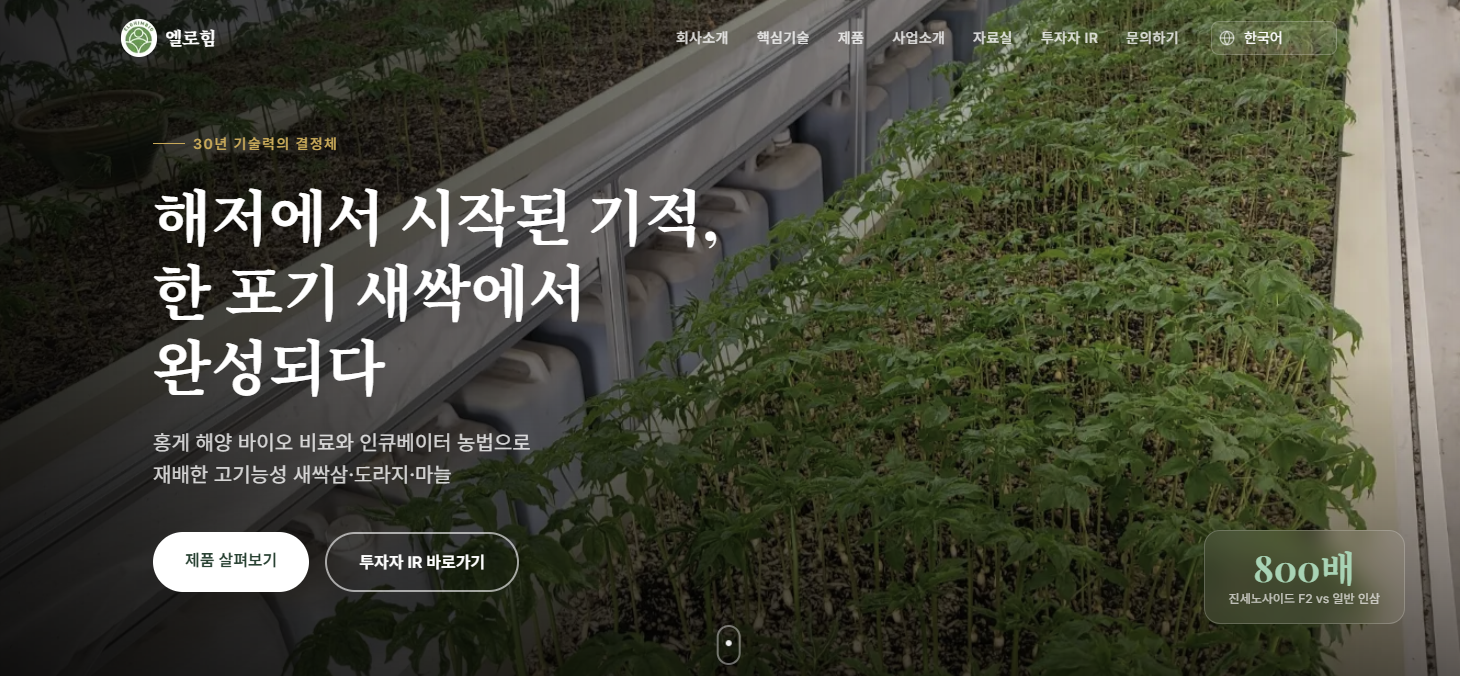 엘로힘
회사소개 핵심기술 제품 사업소개 자료실 투자자 IR 문의하기 한국어
30년 기술력의 결정체
해저에서 시작된 기적,
한 포기 새싹에서
완성되다
홍게 해양 바이오 비료와 인큐베이터 농법으로
재배한 고기능성 새싹삼·도라지·마늘
제품 살펴보기 투자자 IR 바로가기
800배
진세노사이드 F2 vs 일반 인삼